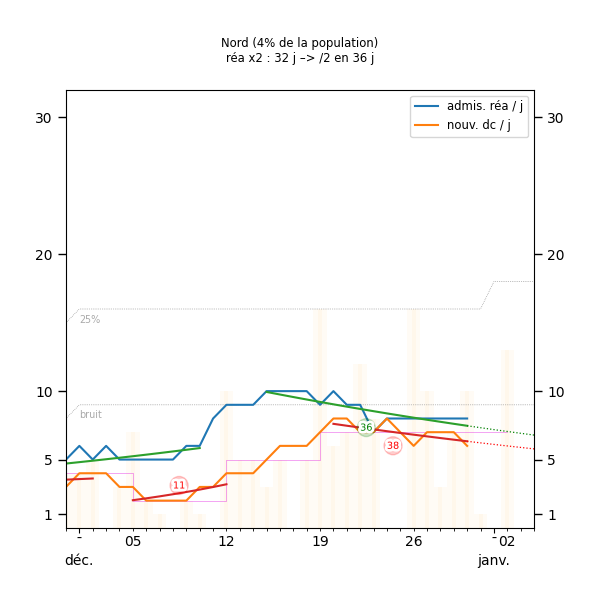 Nord (4% de la population)
réa x2 : 32 j –> /2 en 36 j
admis. réa / j
nouv. dc / j
30
30
20
20
25%
10
10
bruit
36
38
5
5
11
1
1
- 05 12 19 26 - 02
déc. janv.